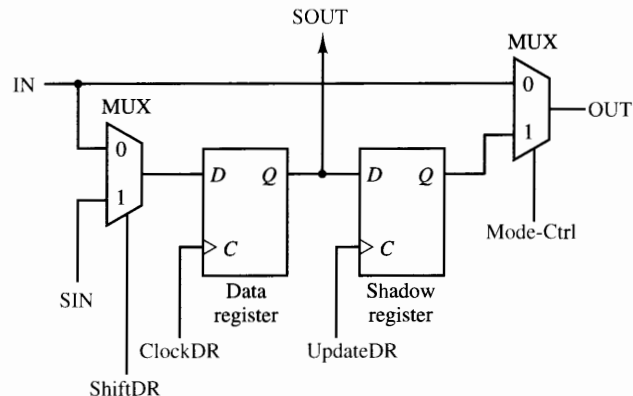 SOUT
MUX
IN
0
MUX
OUT
0
1
D
Q
D
Q
1
Mode-Ctrl
C
C
SIN
Data
register
Shadow
register
ClockDR
UpdateDR
ShiftDR